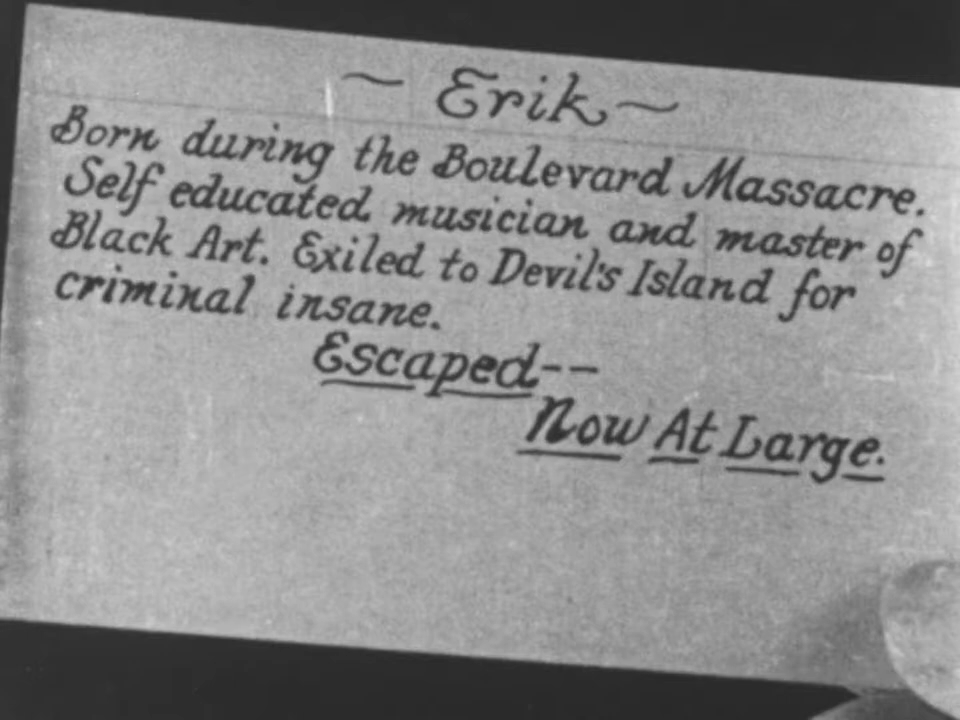 ~ Erik ~
Born during the Boulevard Massacre.
Self educated musician and master of
Black Art. Exiled to Devil's Island for
criminal insane.
Escaped--
Now At Large.